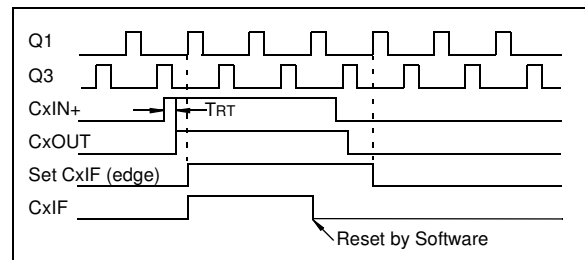 Q1
Q3
CxIN+
TRT
CxOUT
Set CxIF (edge)
CxIF
Reset by Software